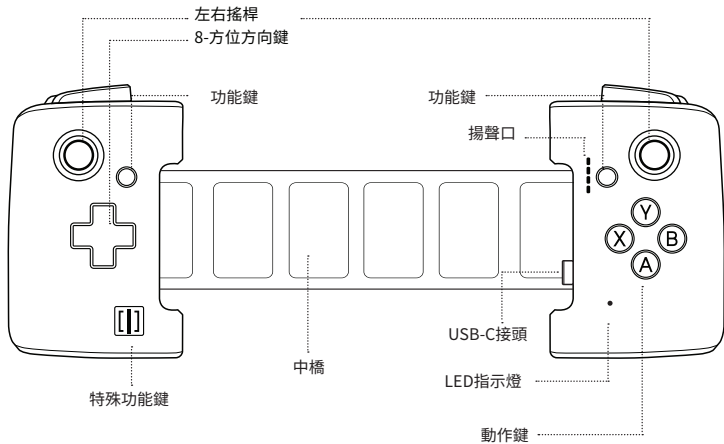 左右搖桿
8-方位方向鍵
功能鍵
功能鍵
揚聲口
Y
X
B
A
USB-C接頭
中橋
LED指示燈
特殊功能鍵
動作鍵